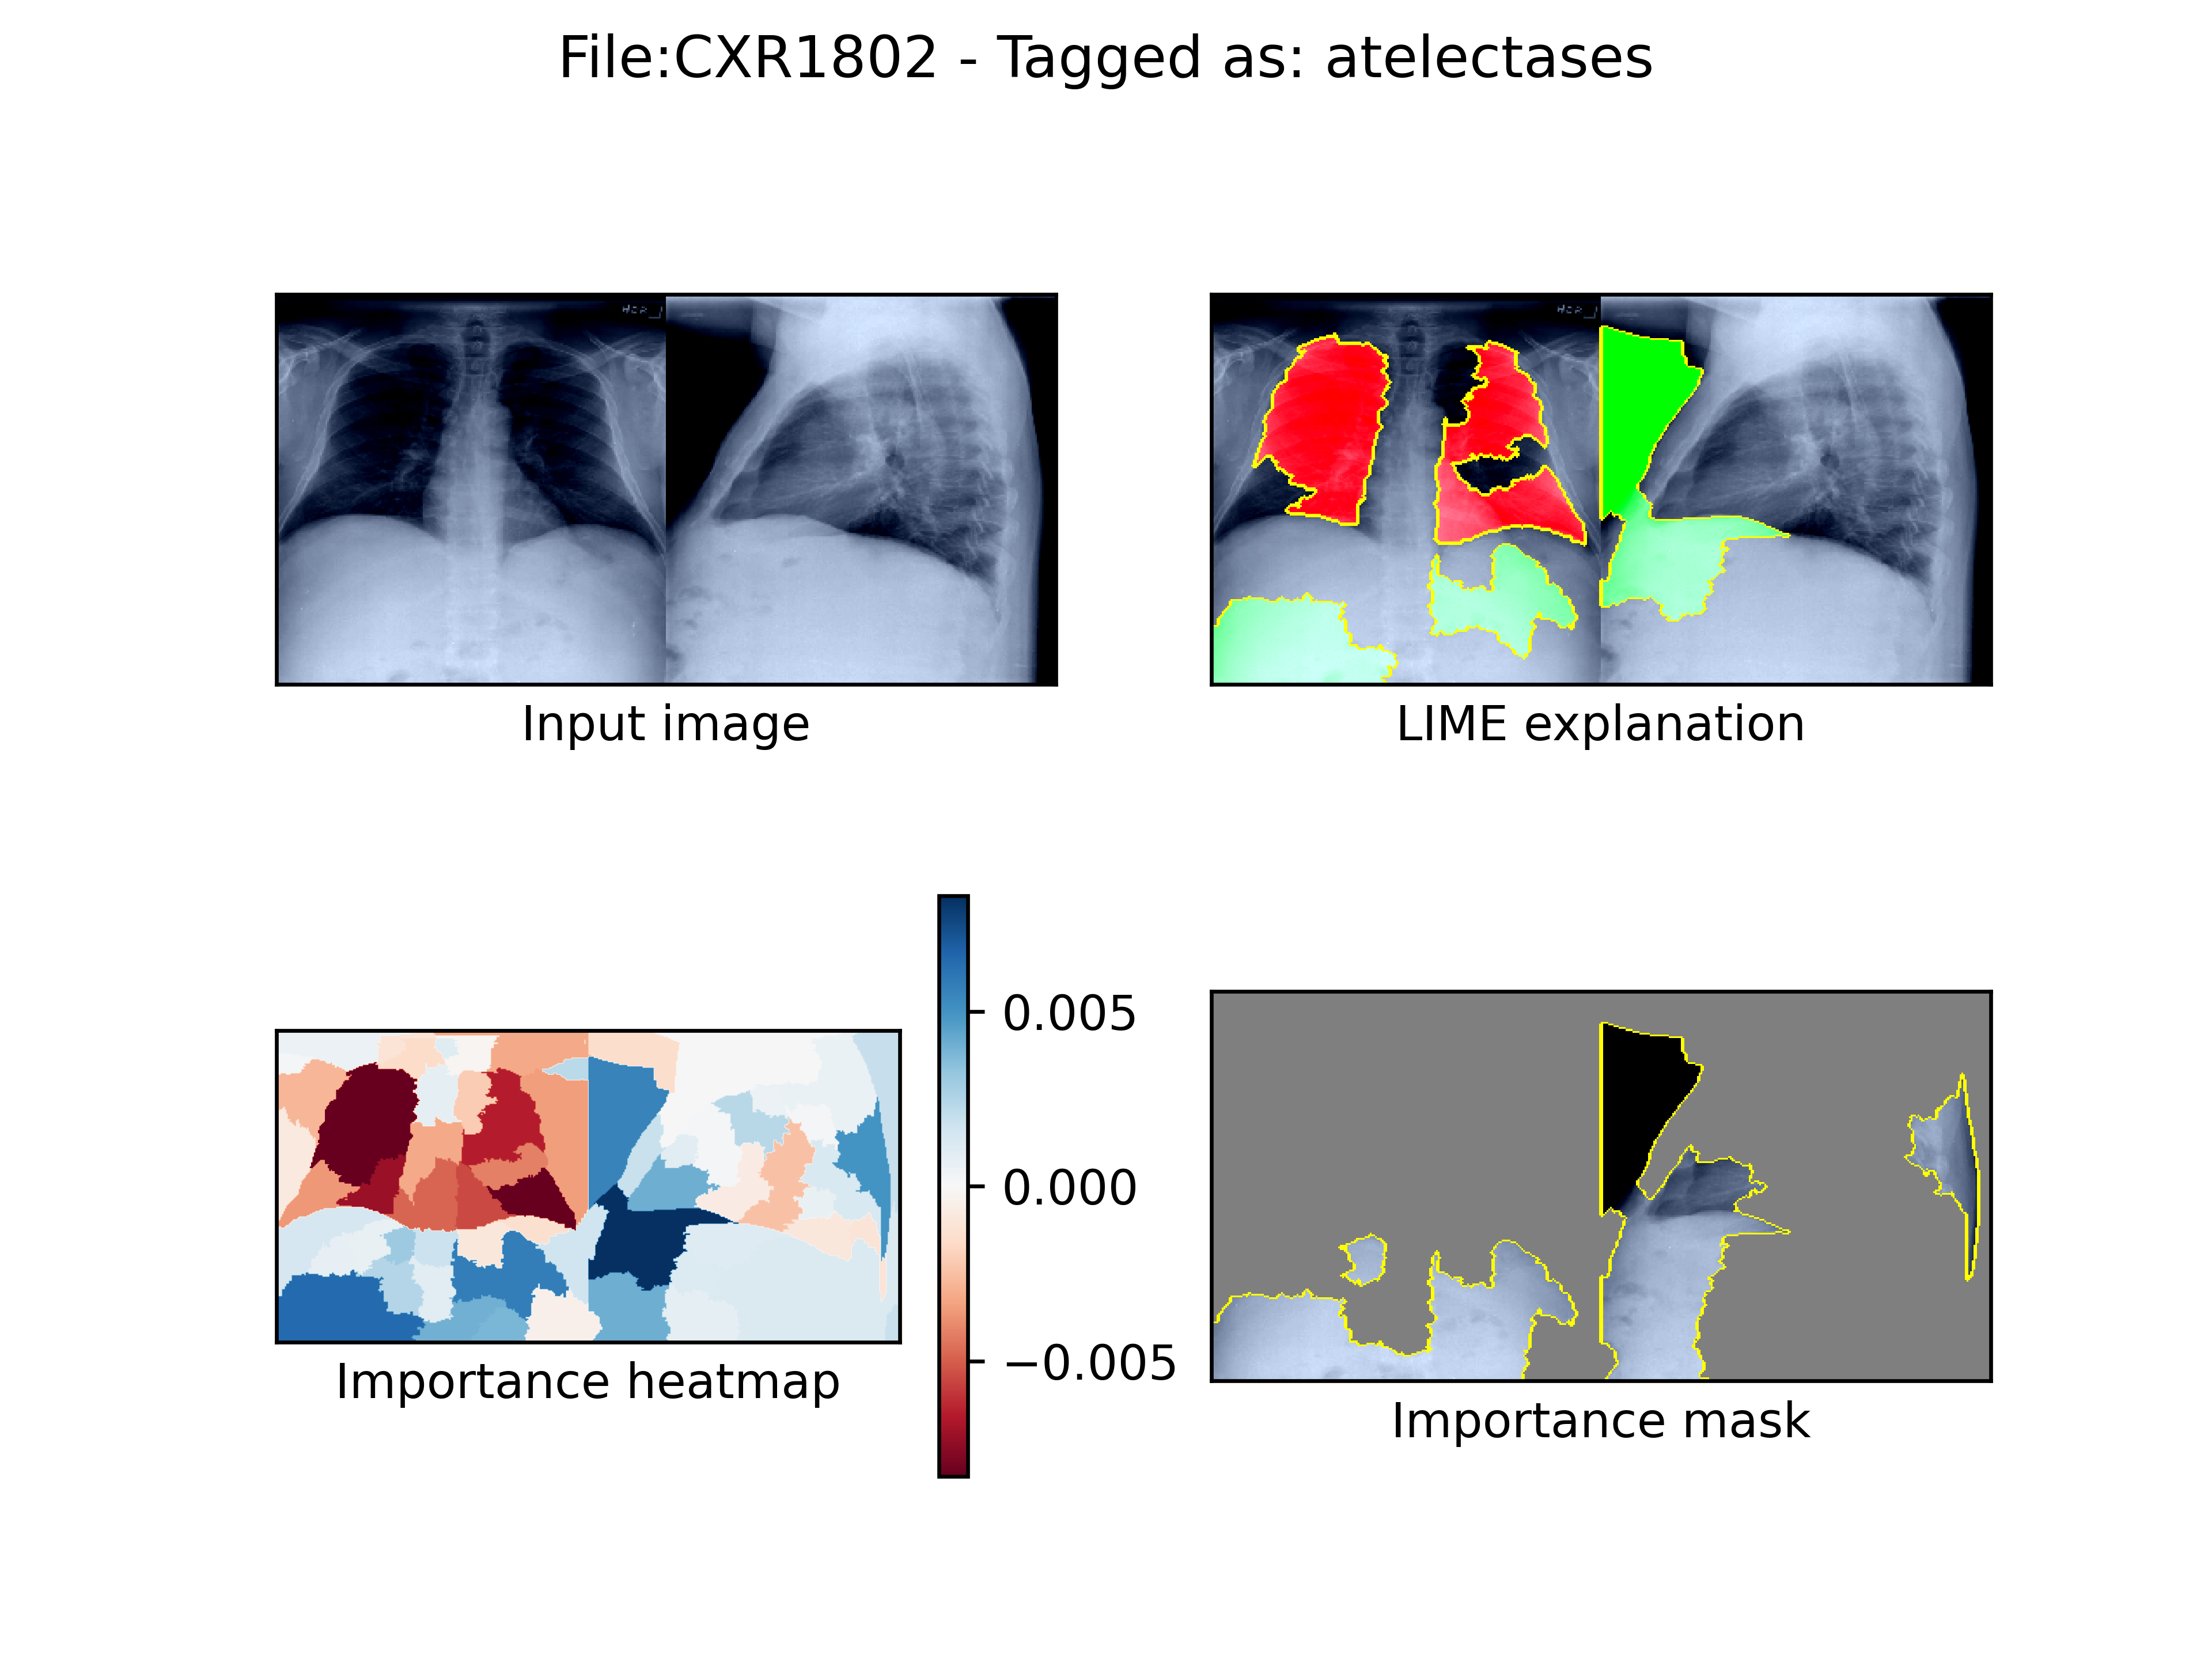 File:CXR1802 - Tagged as: atelectases
Input image
LIME explanation
0.005
0.000
−0.005
Importance heatmap
Importance mask